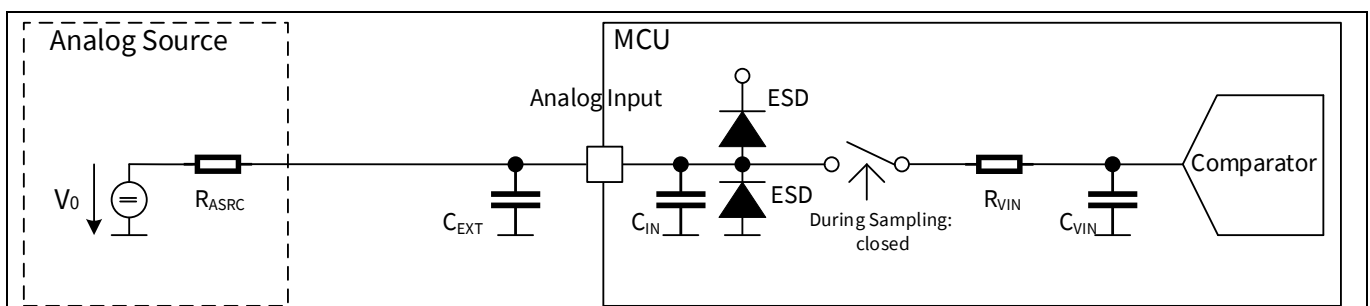 Analog Source
MCU
Analog Input
ESD
Comparator
V0
RASRC
CEXT
CIN
ESD
During Sampling:
closed
RVIN
CVIN